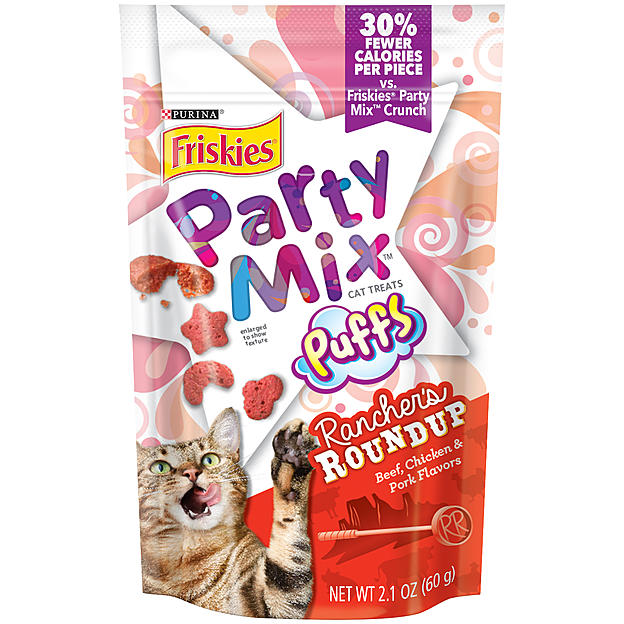 30%
FEWER
CALORIES
PER PIECE
vs.
Friskies® Party
Mix™ Crunch
PURINA®
Friskies®
Party
Mix™
CAT TREATS
enlarged
to show
texture
Puffs
Rancher's
ROUNDUP
Beef, Chicken &
Pork Flavors
RR
NET WT 2.1 OZ (60 g)